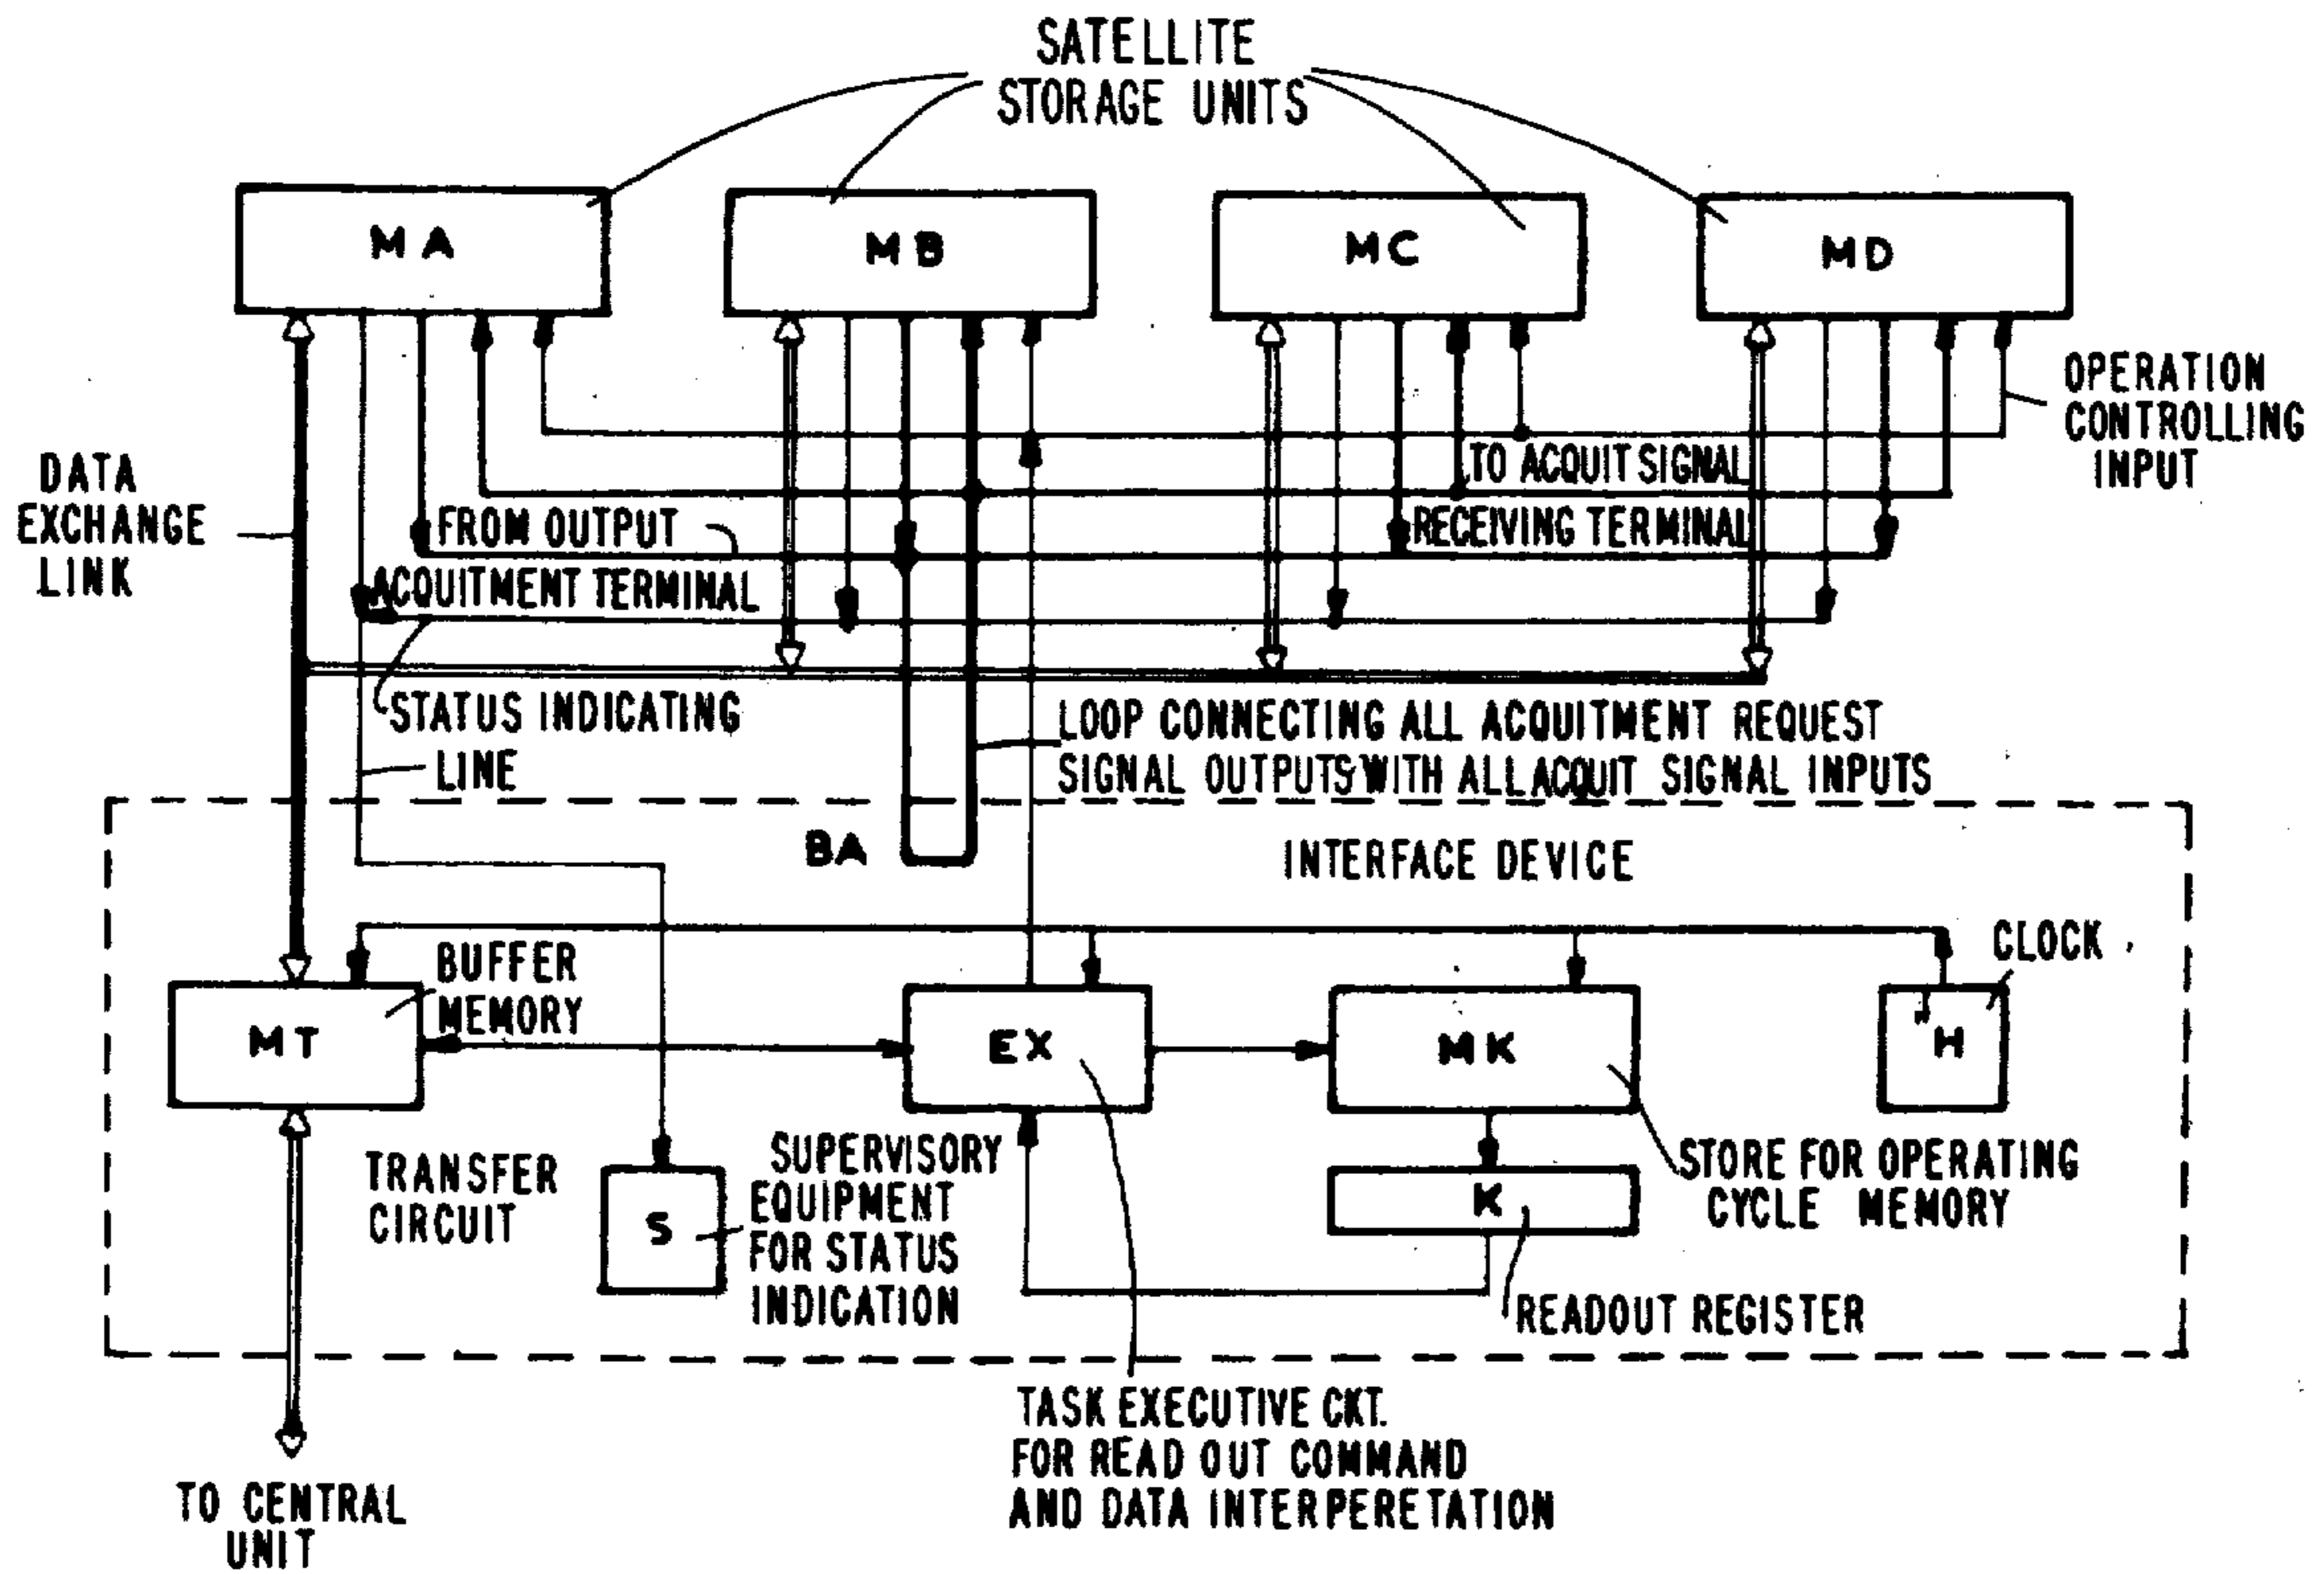 SATELLITE
STORAGE UNITS
MA
MB
MC
MD
OPERATION
CONTROLLING
INPUT
TO ACQUIT SIGNAL
RECEIVING TERMINAL
DATA
EXCHANGE
LINK
FROM OUTPUT
ACQUITMENT TERMINAL
STATUS INDICATING
LINE
LOOP CONNECTING ALL ACQUITMENT REQUEST
SIGNAL OUTPUTS WITH ALL ACQUIT SIGNAL INPUTS
BA
INTERFACE DEVICE
CLOCK
BUFFER
MEMORY
MT
EX
MK
H
TRANSFER
CIRCUIT
S
SUPERVISORY
EQUIPMENT
FOR STATUS
INDICATION
K
STORE FOR OPERATING
CYCLE MEMORY
READOUT REGISTER
TASK EXECUTIVE CKT.
FOR READ OUT COMMAND
AND DATA INTERPERETATION
TO CENTRAL
UNIT